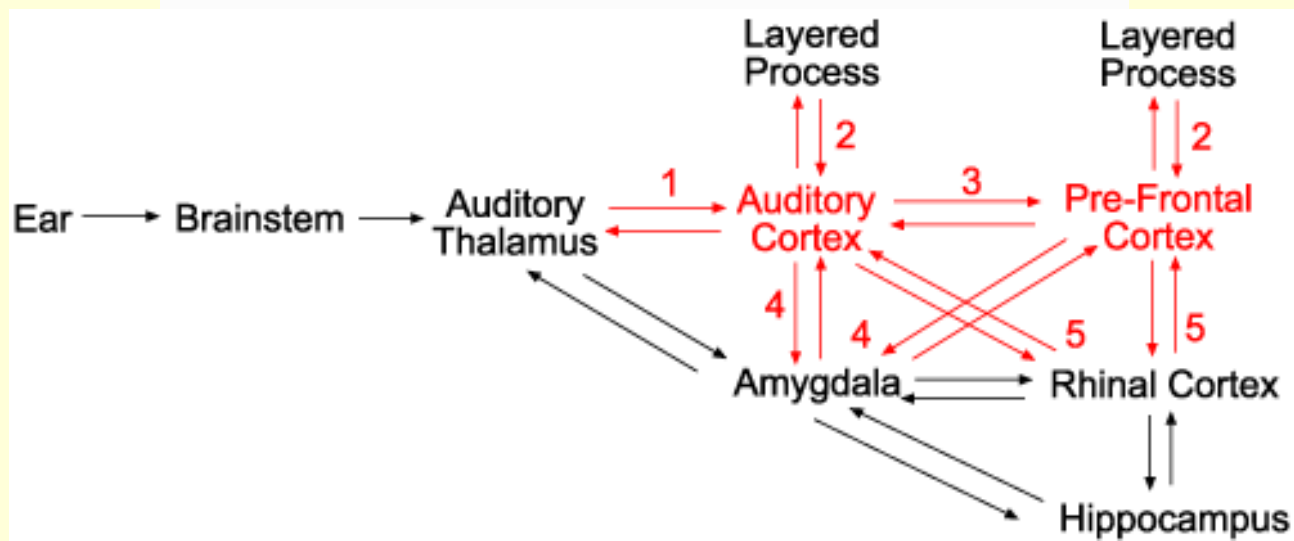 Layered
Process
Layered
Process
2
2
1
3
Ear
Brainstem
Auditory
Thalamus
Auditory
Cortex
Pre-Frontal
Cortex
4
4
5
5
Amygdala
Rhinal Cortex
Hippocampus